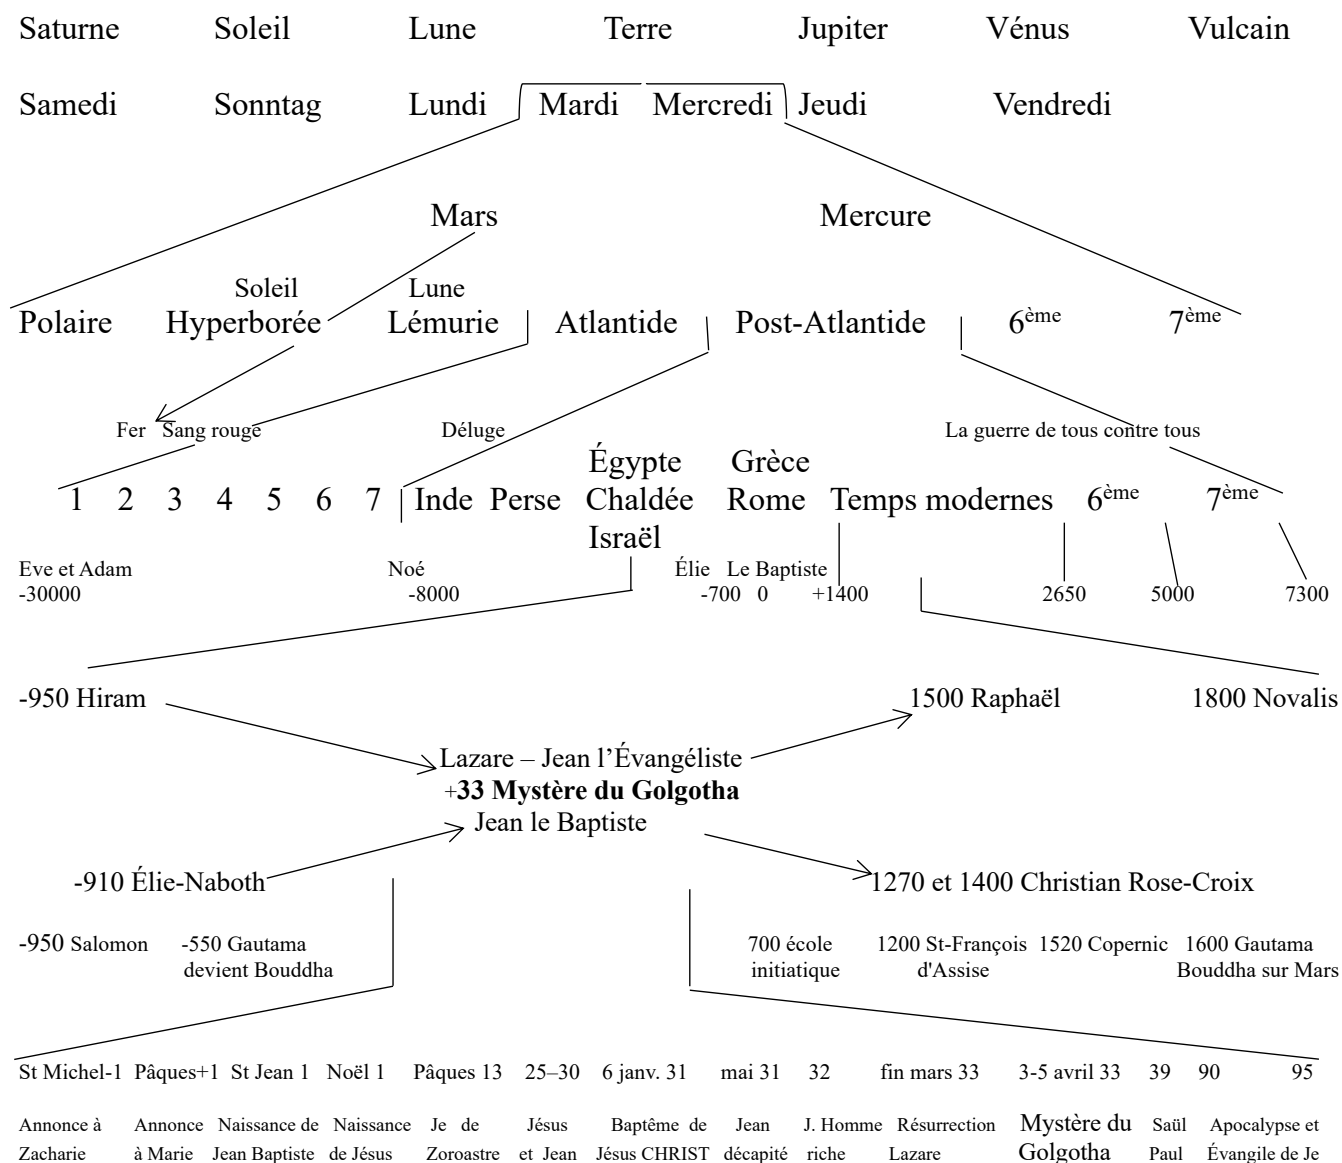 Saturne Soleil Lune Terre Jupiter Vénus Vulcain
Samedi Sonntag Lundi Mardi Mercredi Jeudi Vendredi
Mars Mercure
Soleil Lune
Polaire Hyperborée Lémurie Atlantide Post-Atlantide 6ème 7ème
Fer Sang rouge Déluge La guerre de tous contre tous
Égypte Grèce
1 2 3 4 5 6 7 Inde Perse Chaldée Rome Temps modernes 6ème 7ème
Israël
Eve et Adam Noé Élie Le Baptiste
-30000 -8000 -700 0 +1400 2650 5000 7300
-950 Hiram 1500 Raphaël 1800 Novalis
Lazare – Jean l’Évangéliste
+33 Mystère du Golgotha
Jean le Baptiste
-910 Élie-Naboth 1270 et 1400 Christian Rose-Croix
-950 Salomon -550 Gautama 700 école 1200 St-François 1520 Copernic 1600 Gautama
devient Bouddha initiatique d'Assise Bouddha sur Mars
St Michel-1 Pâques+1 St Jean 1 Noël 1 Pâques 13 25–30 6 janv. 31 mai 31 32 fin mars 33 3-5 avril 33 39 90 95
Annonce à Annonce Naissance de Naissance Je de Jésus Baptême de Jean J. Homme Résurrection Mystère du Saül Apocalypse et
Zacharie à Marie Jean Baptiste de Jésus Zoroastre et Jean Jésus CHRIST décapité riche Lazare Golgotha Paul Évangile de Je